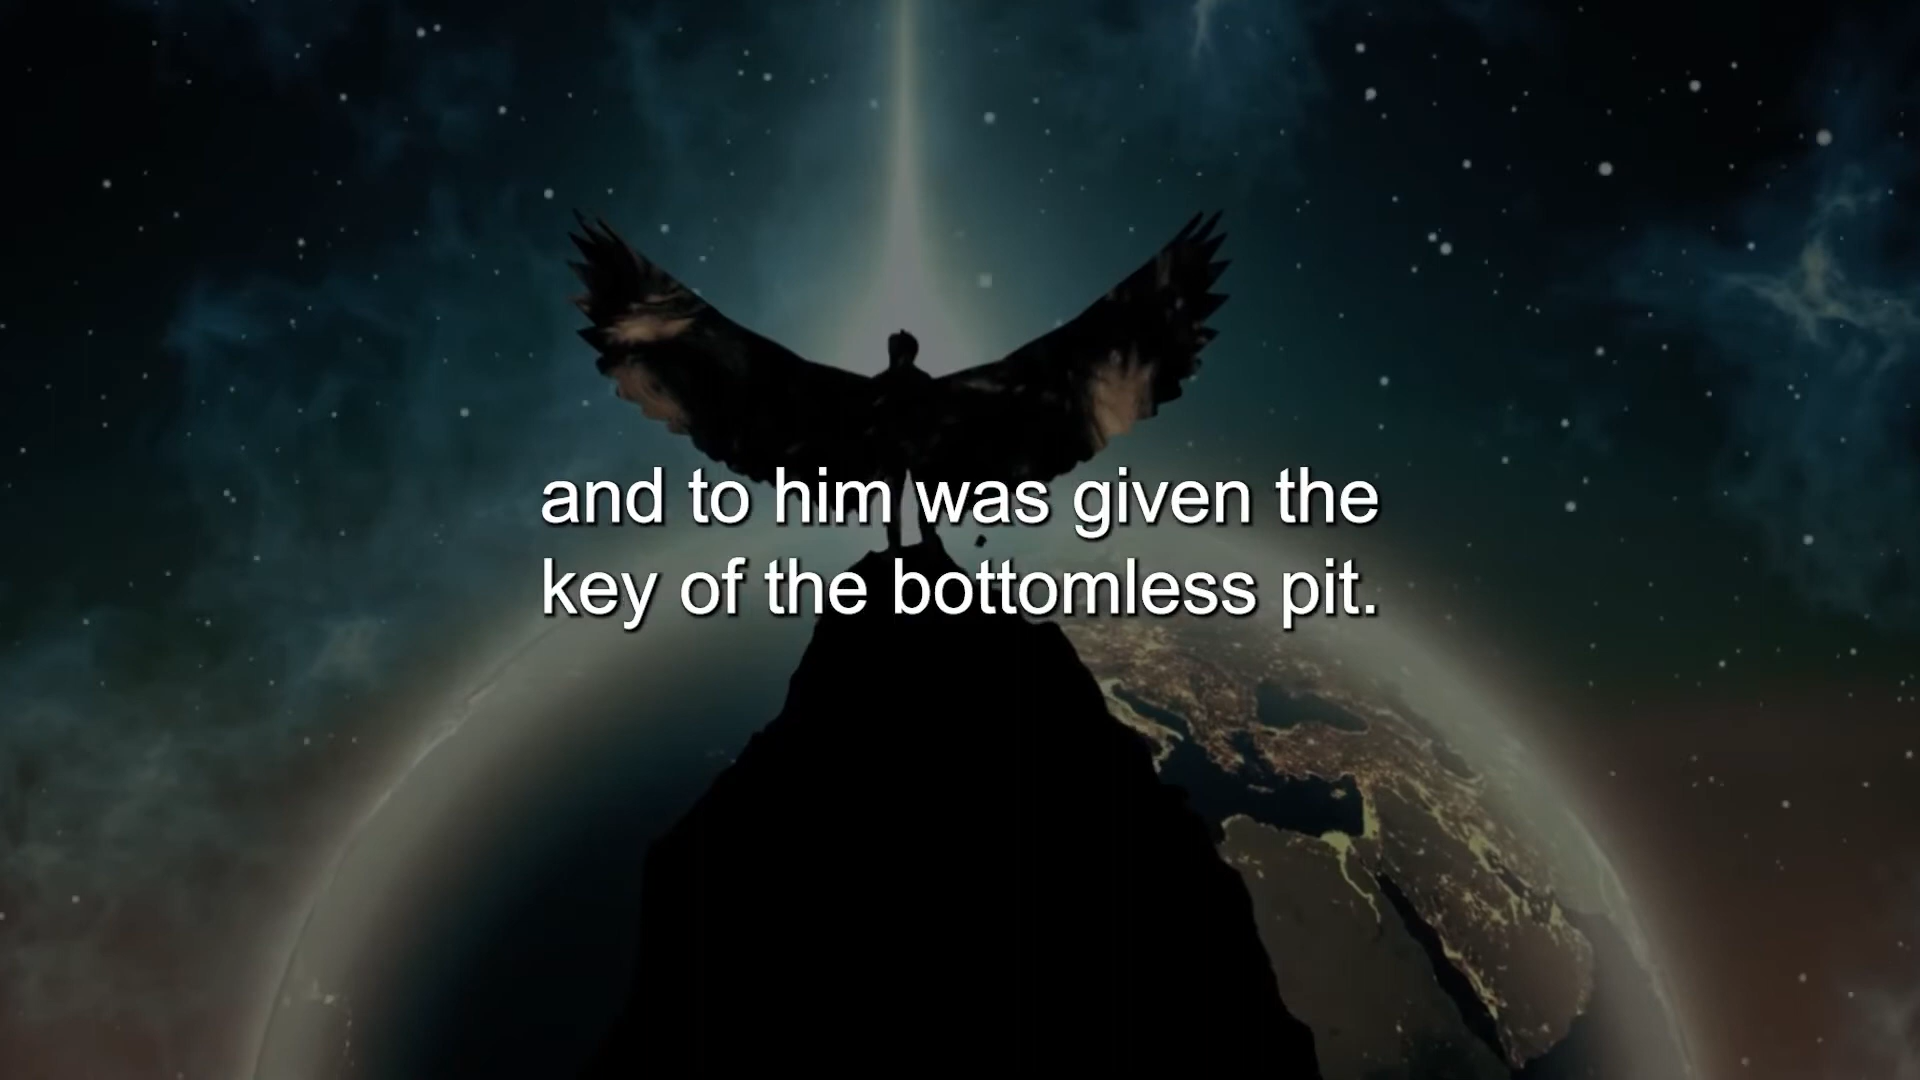 and to him was given the
key of the bottomless pit.